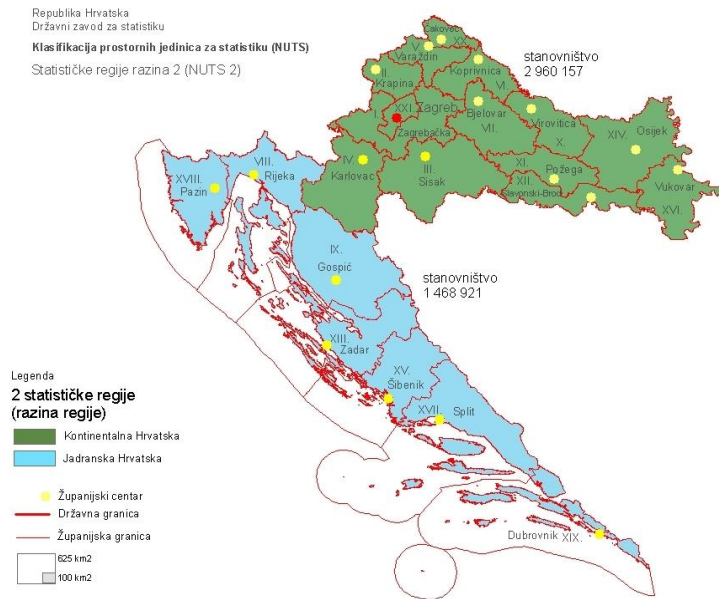 Republika Hrvatska
Državni zavod za statistiku
Klasifikacija prostornih jedinica za statistiku (NUTS)
Statističke regije razina 2 (NUTS 2)
stanovništvo
2 960 157
Čakovec
XX.
V.
Varaždin
Koprivnica
II.
Krapina
VI.
XXI. Zagreb
I.
Zagrebačka
Bjelovar
VII.
Virovitica
X.
XIV.
Osijek
IV.
Karlovac
III.
Sisak
XI.
Požega
XII.
Slavonski-Brod
Vukovar
XVI.
VIII.
Rijeka
XVIII.
Pazin
IX.
Gospić
stanovništvo
1 468 921
XIII.
Zadar
XV.
Šibenik
XVII.
Split
Dubrovnik XIX.
Legenda
2 statističke regije
(razina regije)
Kontinentalna Hrvatska
Jadranska Hrvatska
Županijski centar
Državna granica
Županijska granica
625 km2
100 km2